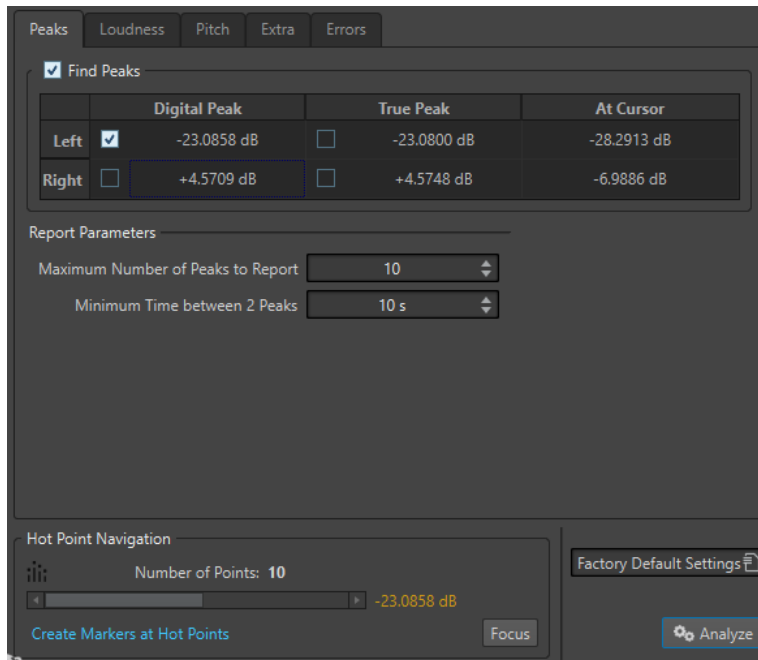 Peaks Loudness Pitch Extra Errors
Find Peaks
Digital Peak True Peak At Cursor
Left -23.0858 dB -23.0800 dB -28.2913 dB
Right +4.5709 dB +4.5748 dB -6.9886 dB
Report Parameters
Maximum Number of Peaks to Report 10
Minimum Time between 2 Peaks 10 s
Hot Point Navigation
Number of Points: 10
Factory Default Settings
-23.0858 dB
Create Markers at Hot Points Focus Analyze